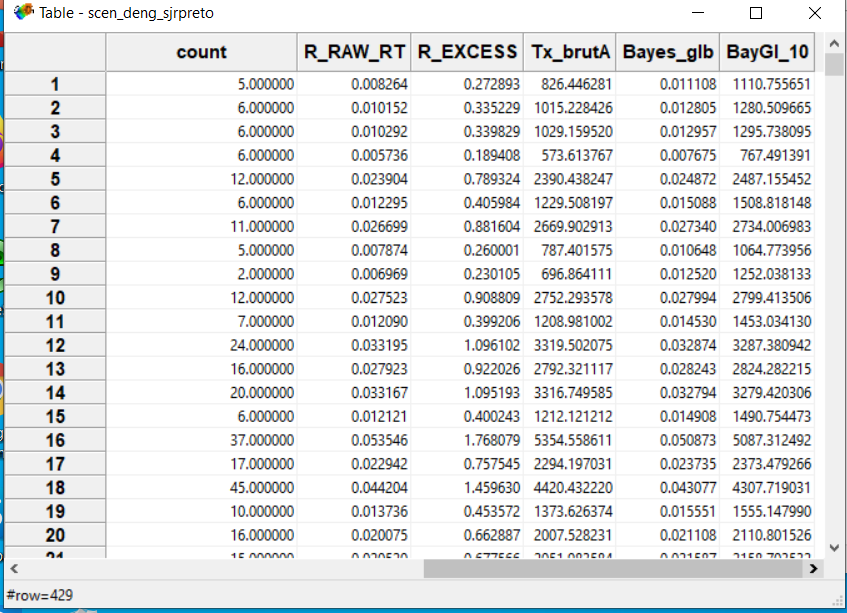 Table - scen_deng_sjrpreto
count R_RAW_RT R_EXCESS Tx_brutA Bayes_glb BayGl_10
1 5.000000 0.008264 0.272893 826.446281 0.011108 1110.755651
2 6.000000 0.010152 0.335229 1015.228426 0.012805 1280.509665
3 6.000000 0.010292 0.339829 1029.159520 0.012957 1295.738095
4 6.000000 0.005736 0.189408 573.613767 0.007675 767.491391
5 12.000000 0.023904 0.789324 2390.438247 0.024872 2487.155452
6 6.000000 0.012295 0.405984 1229.508197 0.015088 1508.818148
7 11.000000 0.026699 0.881604 2669.902913 0.027340 2734.006983
8 5.000000 0.007874 0.260001 787.401575 0.010648 1064.773956
9 2.000000 0.006969 0.230105 696.864111 0.012520 1252.038133
10 12.000000 0.027523 0.908809 2752.293578 0.027994 2799.413506
11 7.000000 0.012090 0.399206 1208.981002 0.014530 1453.034130
12 24.000000 0.033195 1.096102 3319.502075 0.032874 3287.380942
13 16.000000 0.027923 0.922026 2792.321117 0.028243 2824.282215
14 20.000000 0.033167 1.095193 3316.749585 0.032794 3279.420306
15 6.000000 0.012121 0.400243 1212.121212 0.014908 1490.754473
16 37.000000 0.053546 1.768079 5354.558611 0.050873 5087.312492
17 17.000000 0.022942 0.757545 2294.197031 0.023735 2373.479266
18 45.000000 0.044204 1.459630 4420.432220 0.043077 4307.719031
19 10.000000 0.013736 0.453572 1373.626374 0.015551 1555.147990
20 16.000000 0.020075 0.662887 2007.528231 0.021108 2110.801526
#row=429